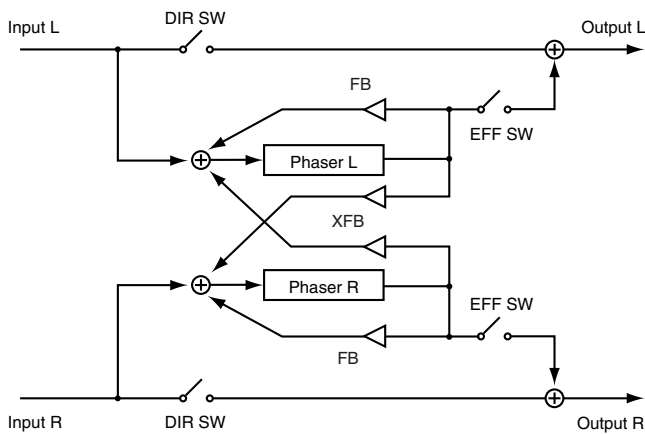 Input L
DIR SW
Output L
FB
EFF SW
Phaser L
XFB
Phaser R
EFF SW
FB
Input R
DIR SW
Output R